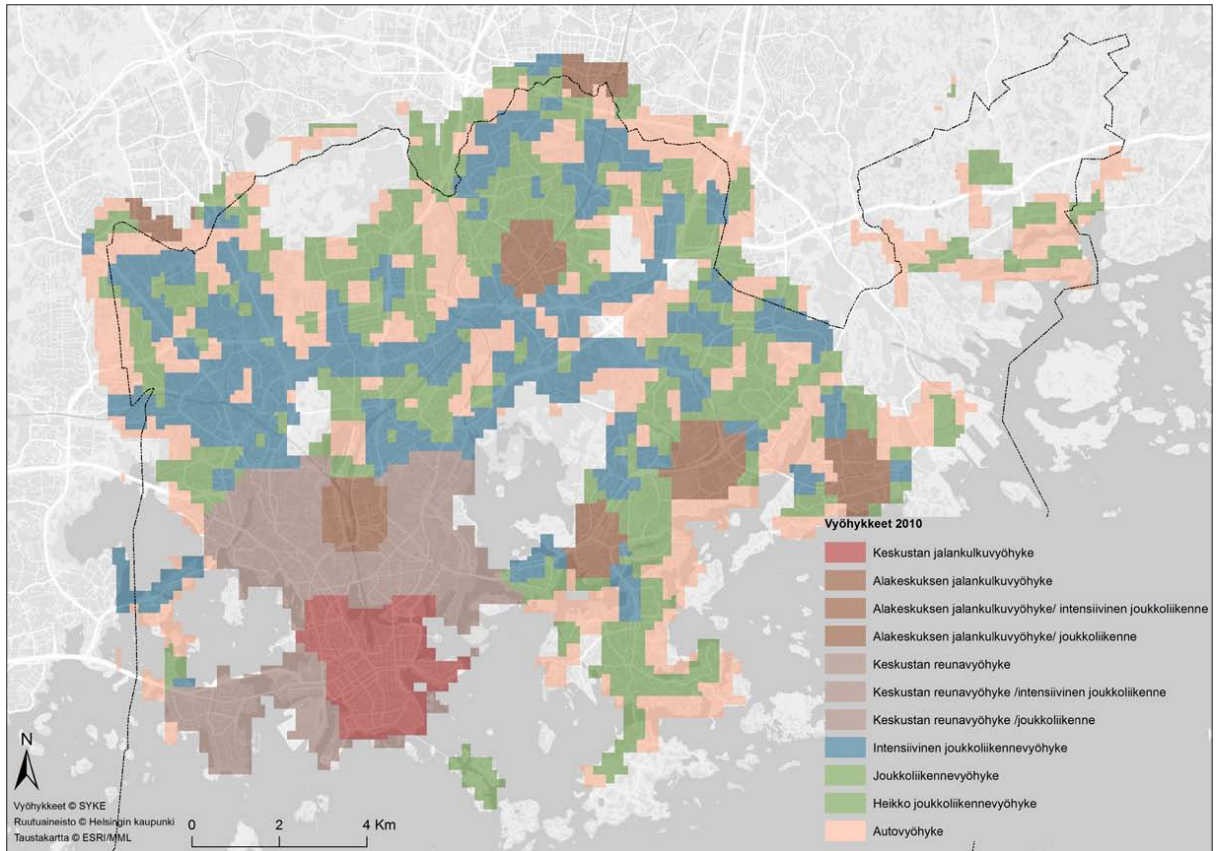 Vyöhykkeet 2010
Keskustan jalankulkuvyöhyke
Alakeskuksen jalankulkuvyöhyke
Alakeskuksen jalankulkuvyöhyke/ intensiivinen joukkoliikenne
Alakeskuksen jalankulkuvyöhyke/ joukkoliikenne
Keskustan reunavyöhyke
Keskustan reunavyöhyke /intensiivinen joukkoliikenne
Keskustan reunavyöhyke /joukkoliikenne
Intensiivinen joukkoliikennevyöhyke
Joukkoliikennevyöhyke
Heikko joukkoliikennevyöhyke
Autovyöhyke
N
Vyöhykkeet © SYKE
Ruutuaineisto © Helsingin kaupunki
Taustakartta © ESRI/MML
0 2 4 Km